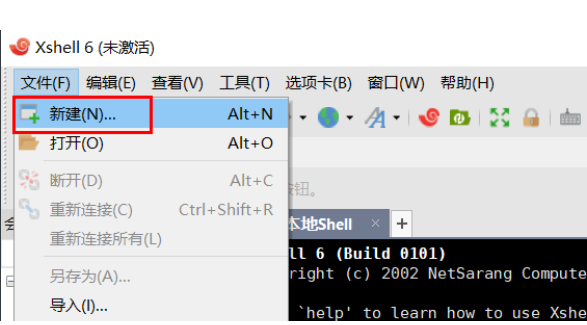 Xshell 6 (未激活)
文件(F) 编辑(E) 查看(V) 工具(T) 选项卡(B) 窗口(W) 帮助(H)
新建(N)... Alt+N
打开(O) Alt+O
断开(D) Alt+C
按钮。
重新连接(C) Ctrl+Shift+R
本地Shell × +
重新连接所有(L)
ll 6 (Build 0101)
right (c) 2002 NetSarang Compute
另存为(A)...
导入(I)...
`help' to learn how to use Xshe